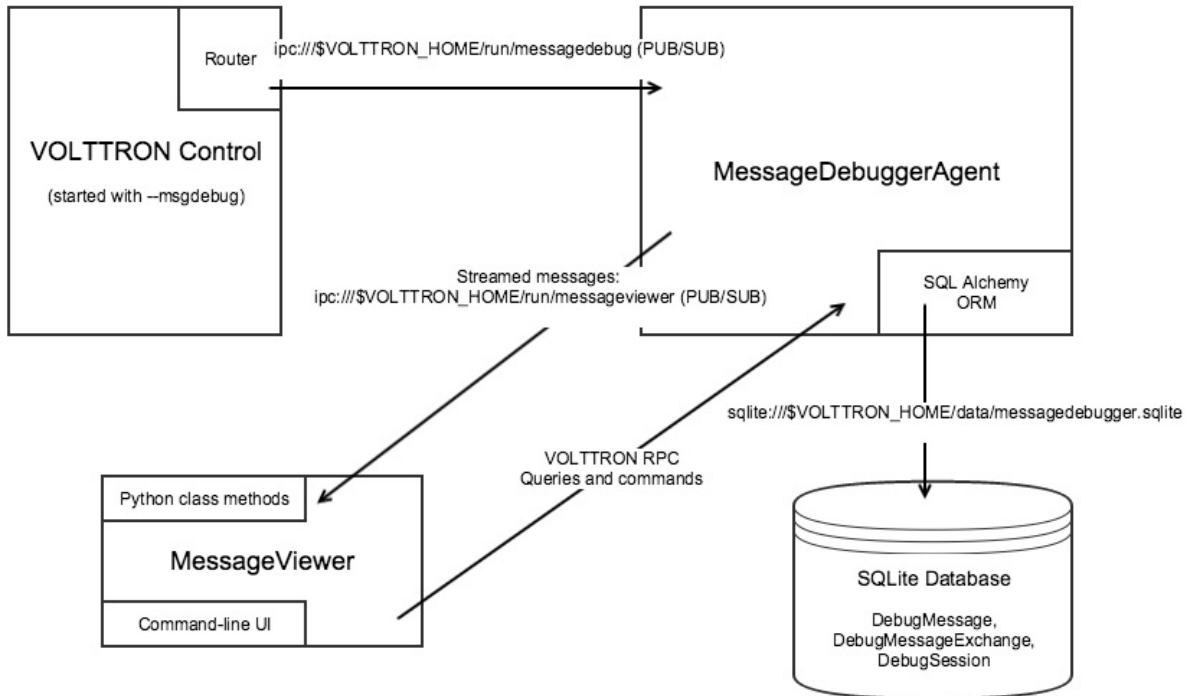 Router
ipc:///$VOLTTRON_HOME/run/messagedebug (PUB/SUB)
VOLTTRON Control
(started with --msgdebug)
MessageDebuggerAgent
Streamed messages:
ipc:///$VOLTTRON_HOME/run/messageviewer (PUB/SUB)
SQL Alchemy
ORM
sqlite:///$VOLTTRON_HOME/data/messagedebugger.sqlite
VOLTTRON RPC
Queries and commands
Python class methods
MessageViewer
Command-line UI
SQLite Database
DebugMessage,
DebugMessageExchange,
DebugSession